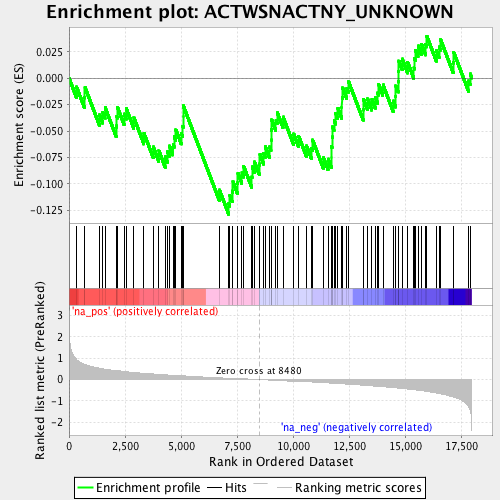 Enrichment plot: ACTWSNACTNY_UNKNOWN
Enrichment score (ES)
0.025
0.000
-0.025
-0.050
-0.075
-0.100
-0.125
'na_pos' (positively correlated)
Ranked list metric (PreRanked)
3
2
1
0
-1
-2
Zero cross at 8480
'na_neg' (negatively correlated)
0
2,500
5,000
7,500
10,000
12,500
15,000
17,500
Rank in Ordered Dataset
Enrichment profile
Hits
Ranking metric scores